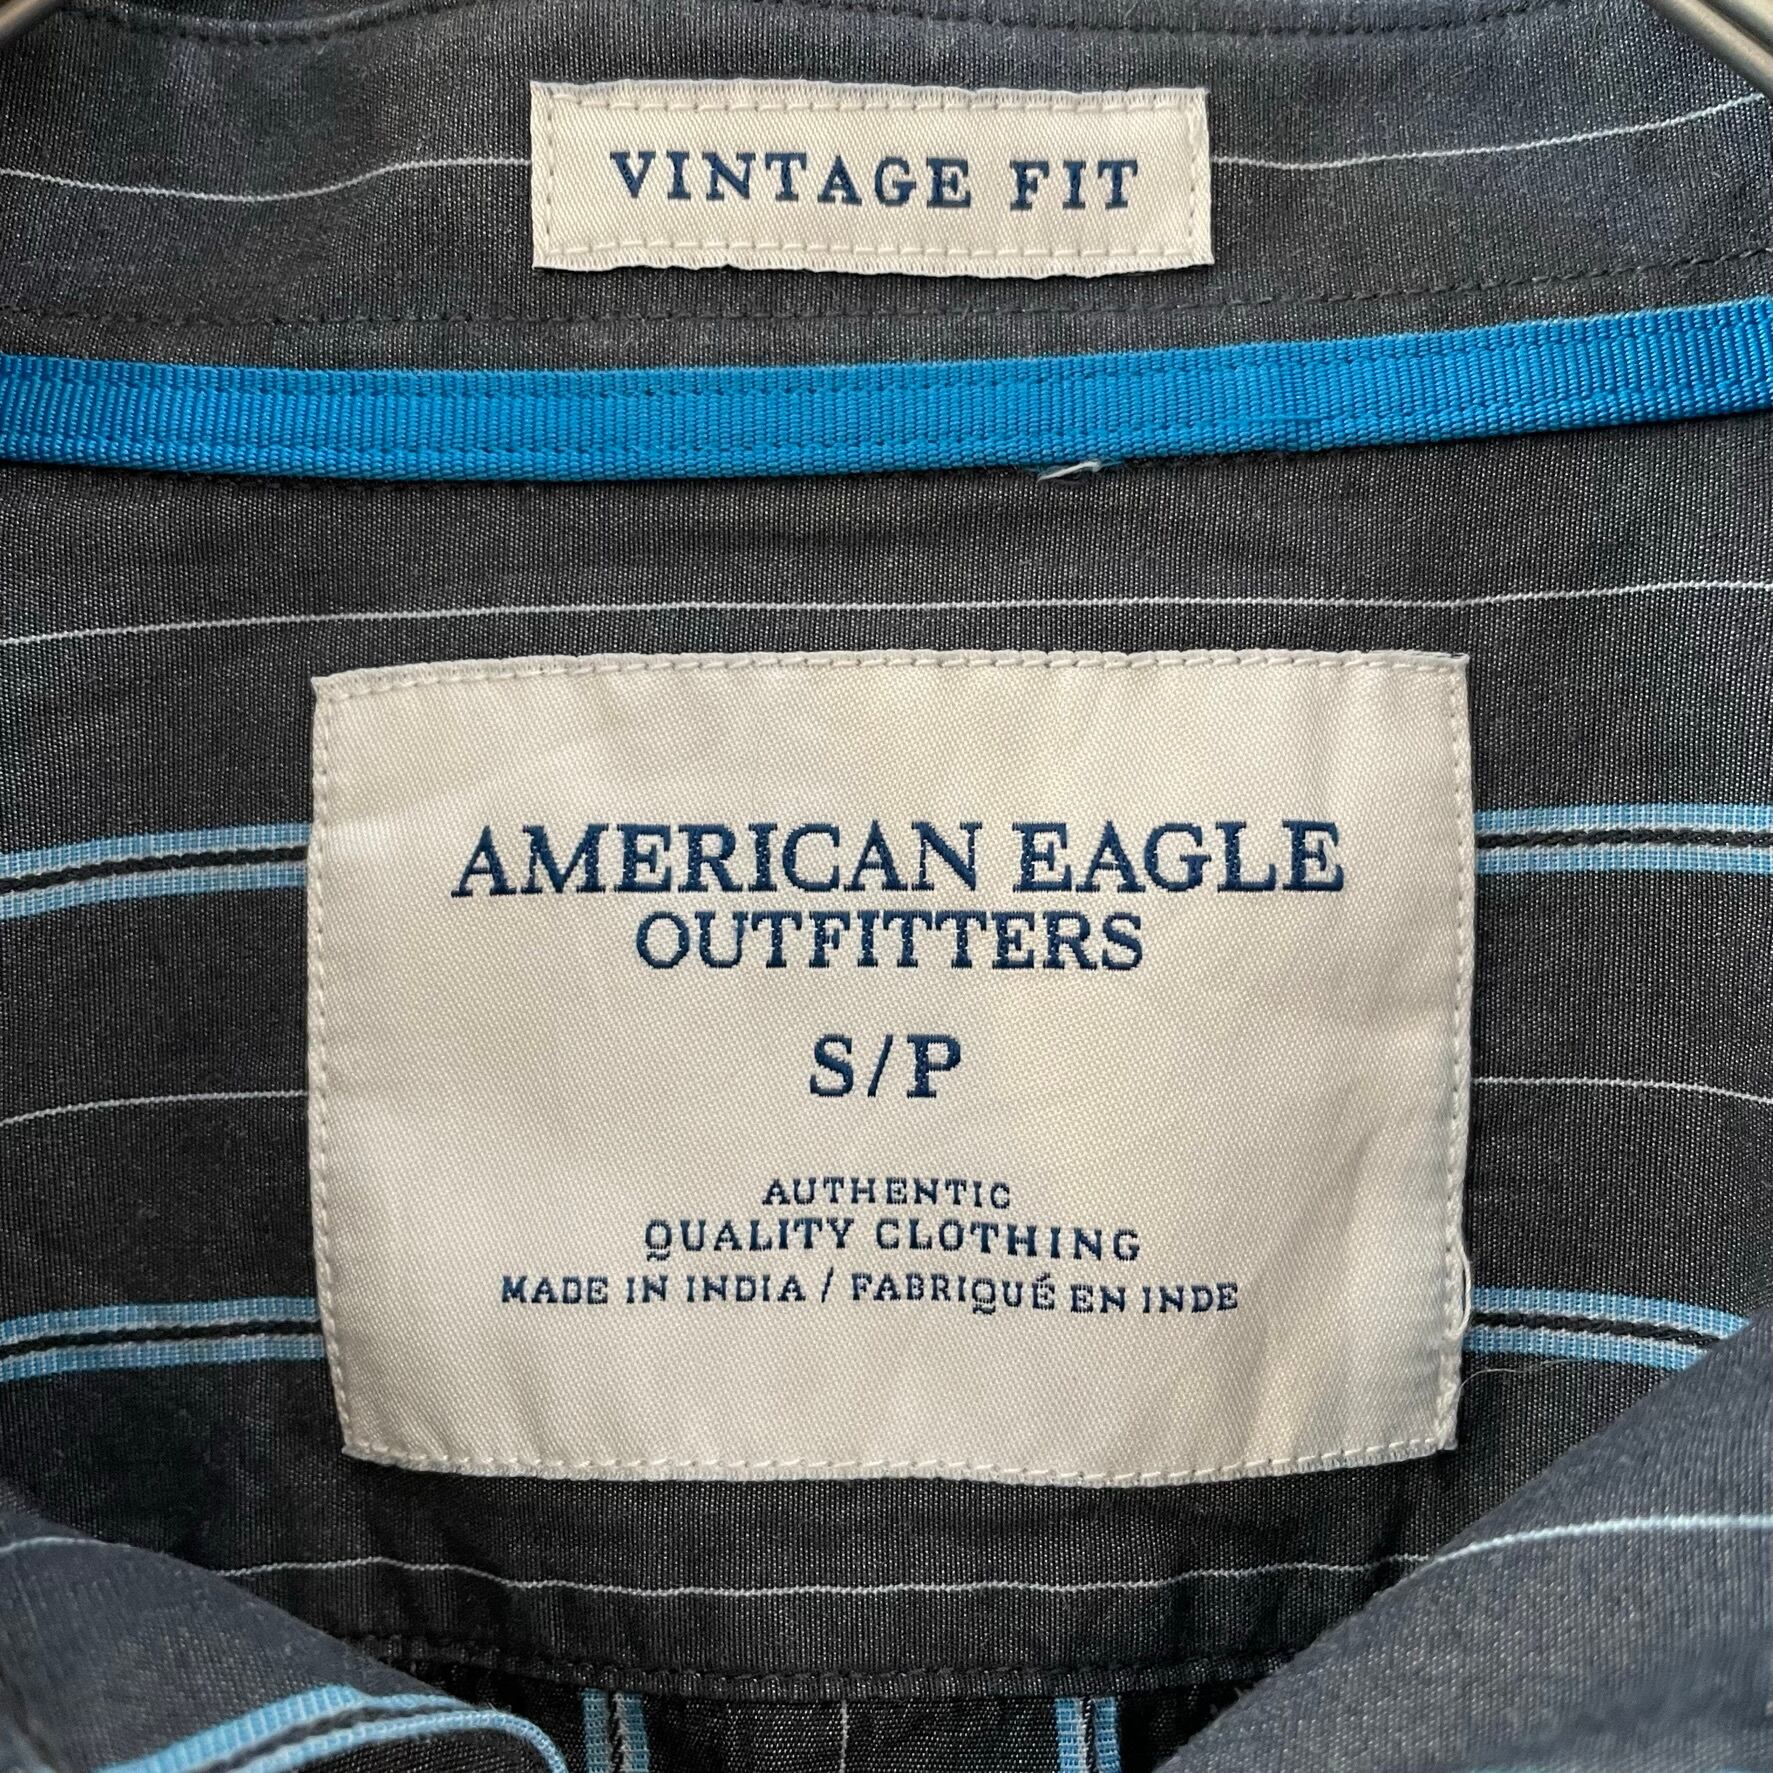 VINTAGE FIT
AMERICAN EAGLE
OUTFITTERS
S/P
AUTHENTIC
QUALITY CLOTHING
MADE IN INDIA / FABRIQUÉ EN INDE